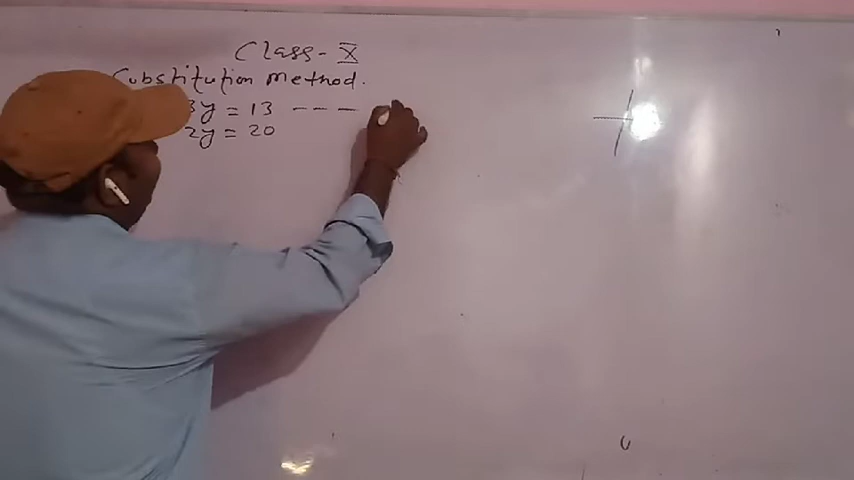 Class - X
Substitution Method.
3y = 13 - - -
2y = 20